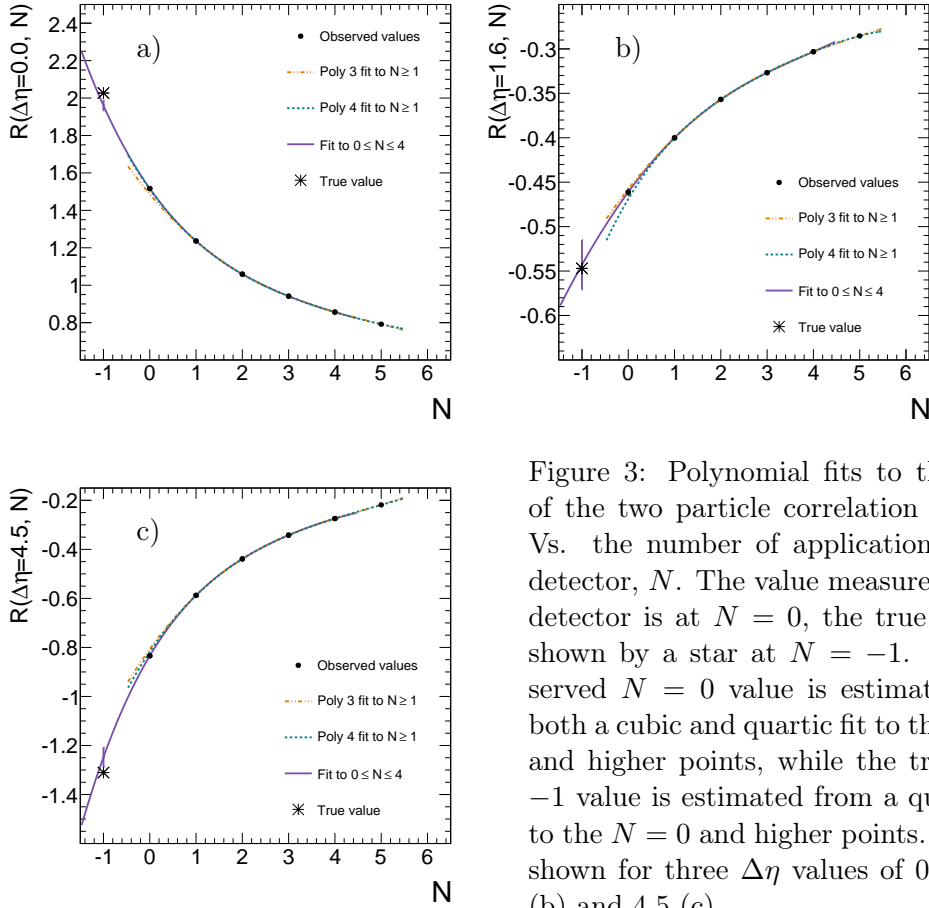 R(Δη=0.0, N)
2.4
2.2
2
1.8
1.6
1.4
1.2
1
0.8
a)
Observed values
Poly 3 fit to N ≥ 1
Poly 4 fit to N ≥ 1
Fit to 0 ≤ N ≤ 4
True value
-1 0 1 2 3 4 5 6
N
R(Δη=1.6, N)
-0.3
-0.35
-0.4
-0.45
-0.5
-0.55
-0.6
b)
Observed values
Poly 3 fit to N ≥ 1
Poly 4 fit to N ≥ 1
Fit to 0 ≤ N ≤ 4
True value
-1 0 1 2 3 4 5 6
N
R(Δη=4.5, N)
-0.2
-0.4
-0.6
-0.8
-1
-1.2
-1.4
c)
Observed values
Poly 3 fit to N ≥ 1
Poly 4 fit to N ≥ 1
Fit to 0 ≤ N ≤ 4
True value
-1 0 1 2 3 4 5 6
N
Figure 3: Polynomial fits to th
of the two particle correlation
Vs. the number of application
detector, N. The value measure
detector is at N = 0, the true
shown by a star at N = −1.
served N = 0 value is estimat
both a cubic and quartic fit to th
and higher points, while the tr
−1 value is estimated from a qu
to the N = 0 and higher points.
shown for three Δη values of 0
(b) and 4.5 (c)